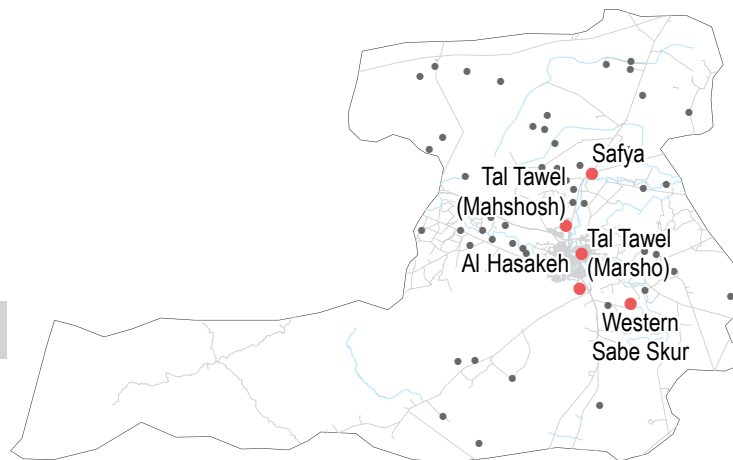 Safya
Tal Tawel
(Mahshosh)
Tal Tawel
(Marsho)
Al Hasakeh
Western
Sabe Skur